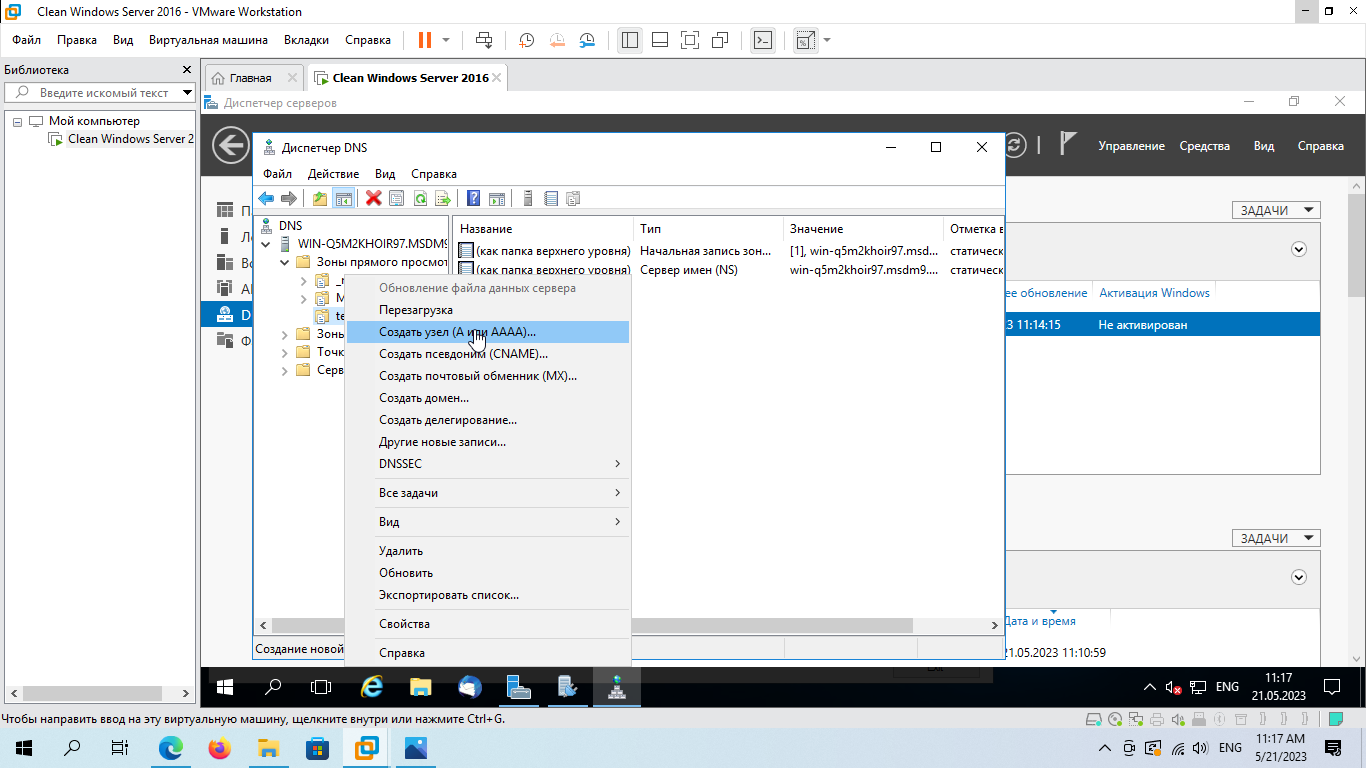 Clean Windows Server 2016 - VMware Workstation
Файл Правка Вид Виртуальная машина Вкладки Справка
Библиотека
Введите искомый текст
Мой компьютер
Clean Windows Server 2
Главная
Clean Windows Server 2016
Диспетчер серверов
Управление Средства Вид Справка
Диспетчер DNS
Файл Действие Вид Справка
DNS
WIN-Q5M2KHOIR97.MSDM9
Зоны прямого просмот
Зоны
Точк
Серв
Название Тип Значение Отметка в
(как папка верхнего уровня) Начальная запись зон... [1], win-q5m2khoir97.msd... статическ
(как папка верхнего уровня) Сервер имен (NS) win-q5m2khoir97.msdm9.... статическ
Обновление файла данных сервера
Перезагрузка
Создать узел (A или AAAA)...
Создать псевдоним (CNAME)...
Создать почтовый обменник (MX)...
Создать домен...
Создать делегирование...
Другие новые записи...
DNSSEC
Все задачи
Вид
Удалить
Обновить
Экспортировать список...
Свойства
Справка
Создание новой
ЗАДАЧИ
ее обновление Активация Windows
3 11:14:15 Не активирован
ЗАДАЧИ
Дата и время
21.05.2023 11:10:59
ENG
11:17
21.05.2023
Чтобы направить ввод на эту виртуальную машину, щелкните внутри или нажмите Ctrl+G.
ENG
11:17 AM
5/21/2023